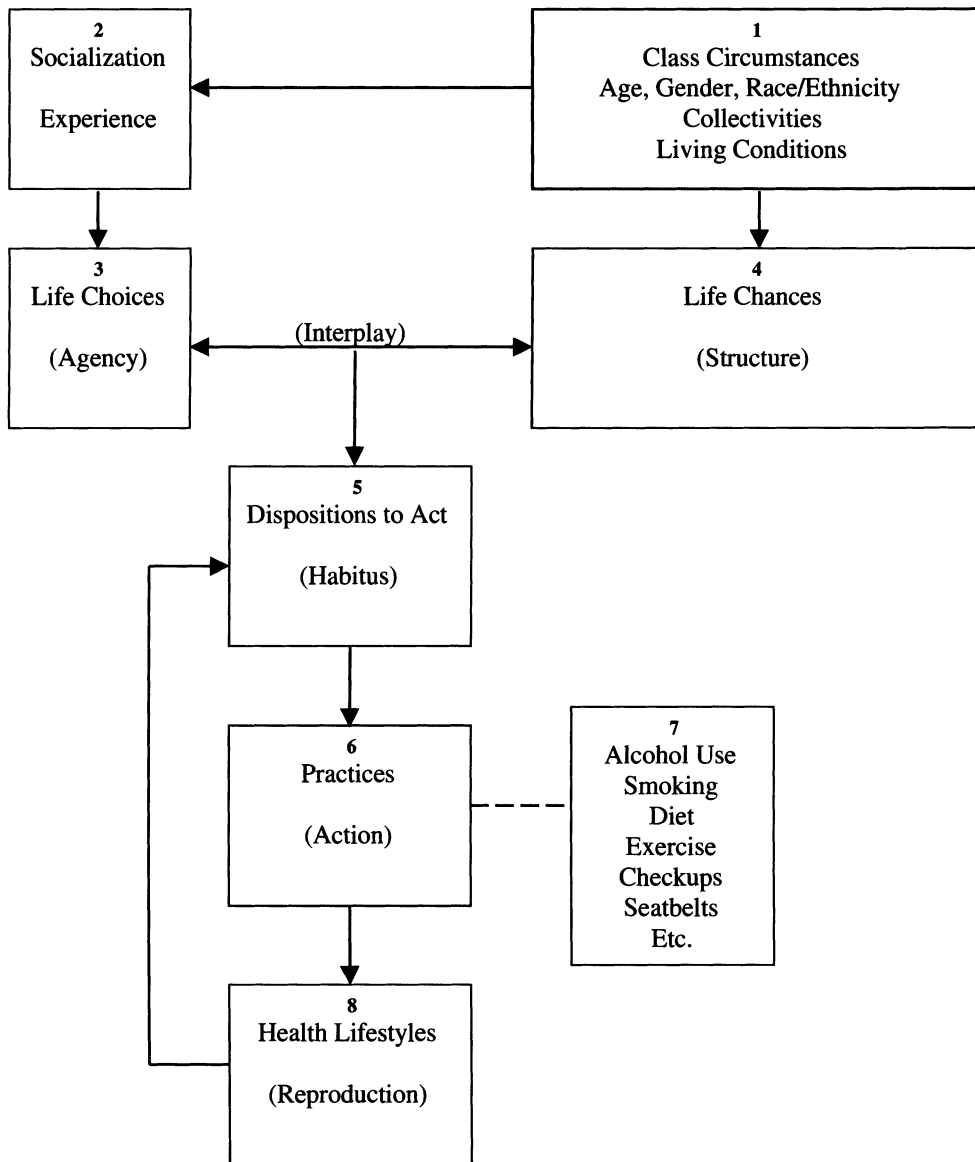 2
Socialization
Experience
1
Class Circumstances
Age, Gender, Race/Ethnicity
Collectivities
Living Conditions
3
Life Choices
(Agency)
(Interplay)
4
Life Chances
(Structure)
5
Dispositions to Act
(Habitus)
6
Practices
(Action)
7
Alcohol Use
Smoking
Diet
Exercise
Checkups
Seatbelts
Etc.
8
Health Lifestyles
(Reproduction)